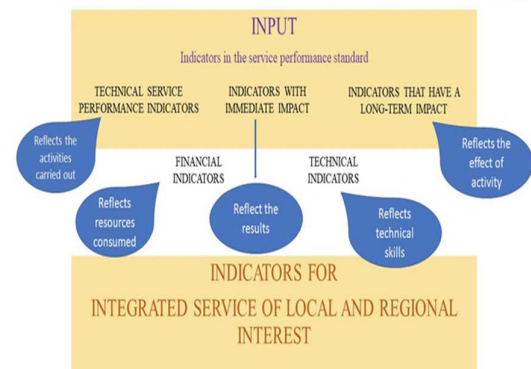 INPUT
Indicators in the service performance standard
TECHNICAL SERVICE
PERFORMANCE INDICATORS
INDICATORS WITH
IMMEDIATE IMPACT
INDICATORS THAT HAVE A
LONG-TERM IMPACT
Reflects the
activities
carried out
FINANCIAL
INDICATORS
TECHNICAL
INDICATORS
Reflects the
effect of
activity
Reflects
resources
consumed
Reflect the
results
Reflects
technical
skills
INDICATORS FOR
INTEGRATED SERVICE OF LOCAL AND REGIONAL
INTEREST